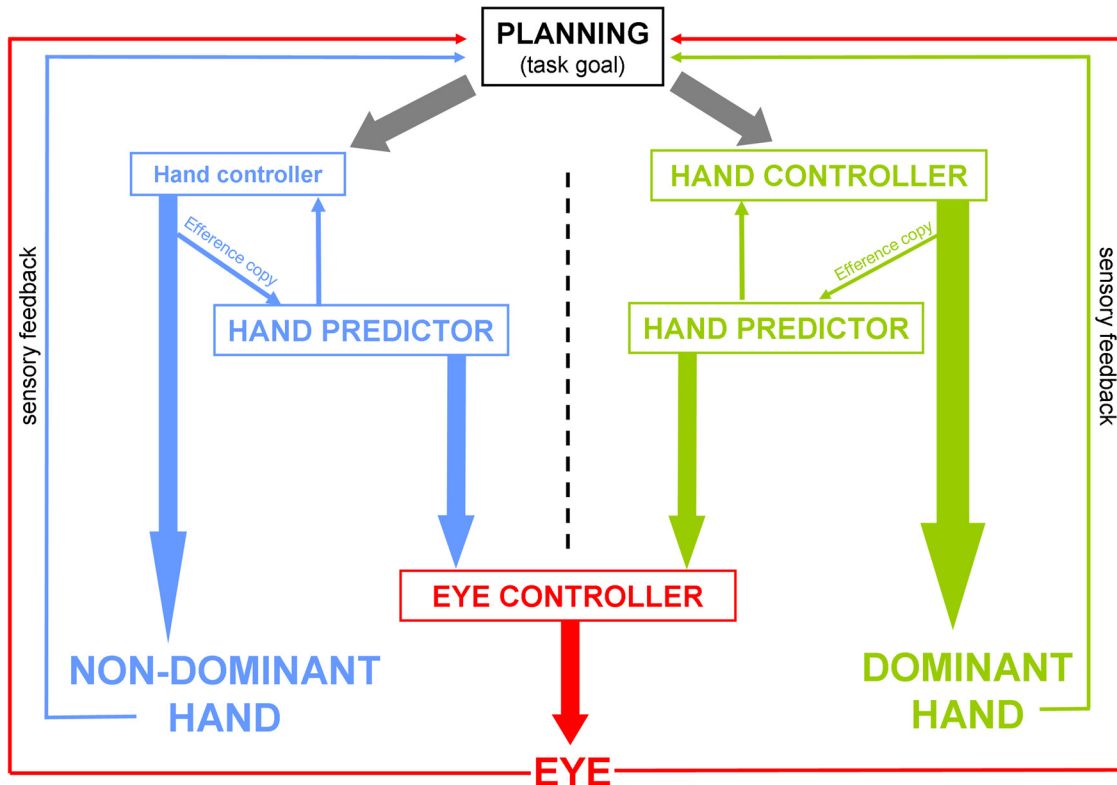 PLANNING
(task goal)
Hand controller
HAND CONTROLLER
Efference copy
Efference copy
HAND PREDICTOR
HAND PREDICTOR
sensory feedback
sensory feedback
EYE CONTROLLER
NON-DOMINANT
HAND
DOMINANT
HAND
EYE